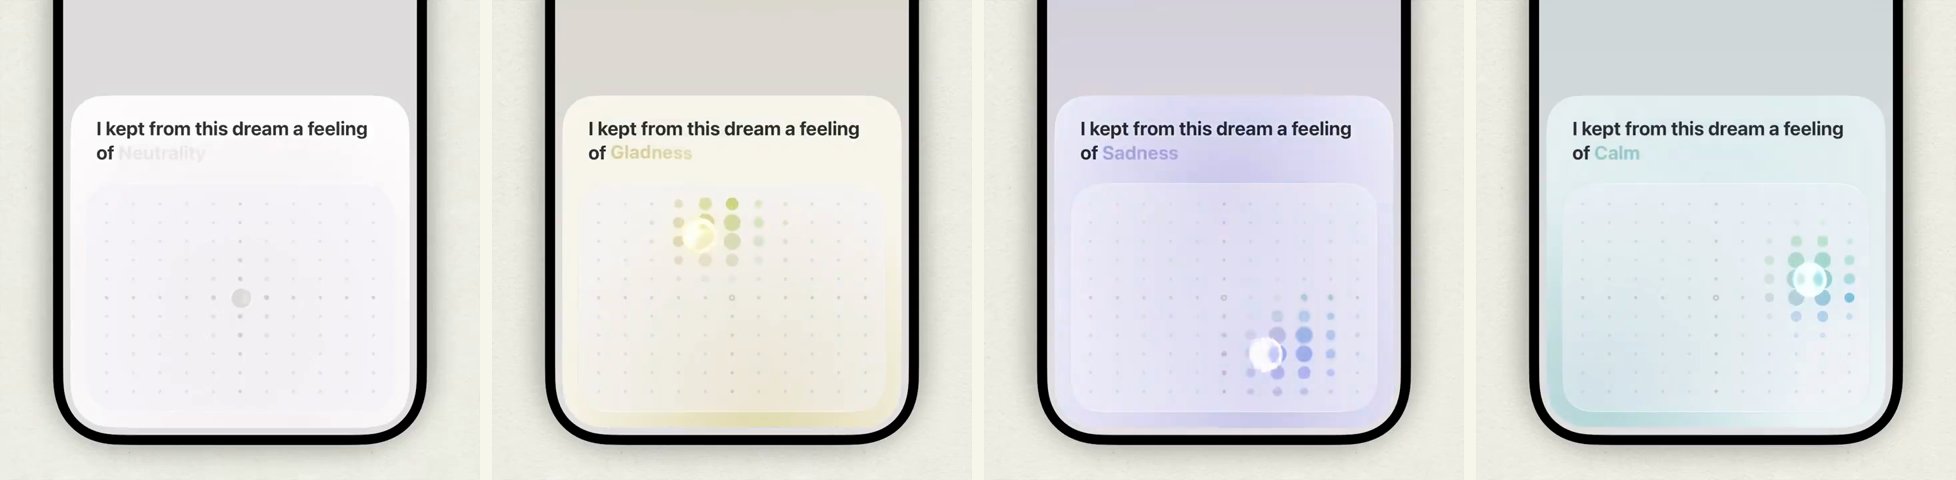 I kept from this dream a feeling
of Neutrality
I kept from this dream a feeling
of Gladness
I kept from this dream a feeling
of Sadness
I kept from this dream a feeling
of Calm